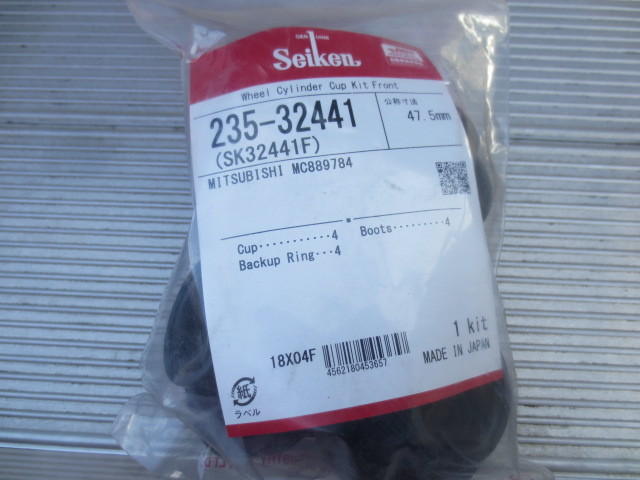 GENUINE
Seiken
Wheel Cylinder Cup Kit Front
235-32441
(SK32441F)
公称寸法
47.5mm
MITSUBISHI MC889784
Cup・・・・・・・・・・・4
Boots・・・・・・・・・4
Backup Ring・・・4
18X04F
4562180453657
1 kit
MADE IN JAPAN
紙
ラベル